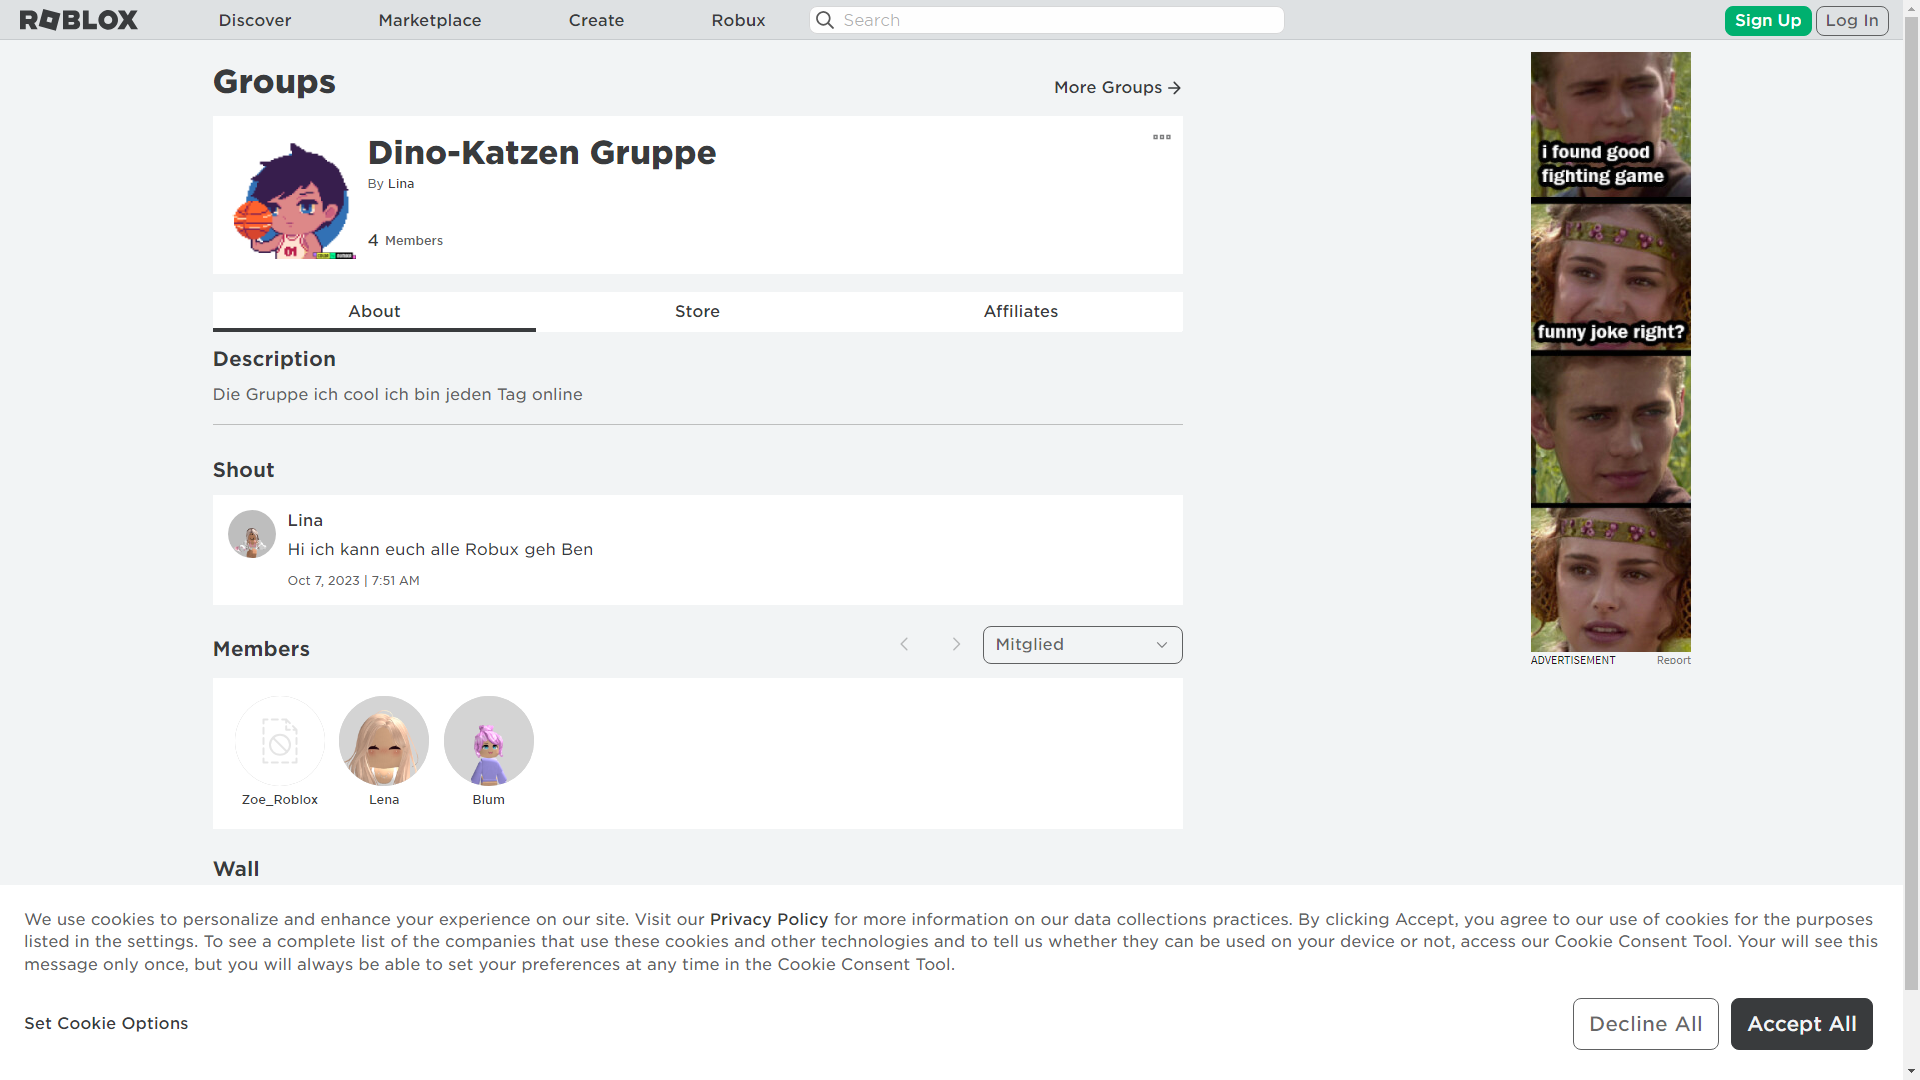 ROBLOX
Discover
Marketplace
Create
Robux
Search
Sign Up
Log In
Groups
More Groups
Dino-Katzen Gruppe
By Lina
4 Members
01
About
Store
Affiliates
Description
Die Gruppe ich cool ich bin jeden Tag online
Shout
Lina
Hi ich kann euch alle Robux geh Ben
Oct 7, 2023 | 7:51 AM
Members
Mitglied
Zoe_Roblox
Lena
Blum
Wall
i found good
fighting game
funny joke right?
ADVERTISEMENT
Report
We use cookies to personalize and enhance your experience on our site. Visit our Privacy Policy for more information on our data collections practices. By clicking Accept, you agree to our use of cookies for the purposes
listed in the settings. To see a complete list of the companies that use these cookies and other technologies and to tell us whether they can be used on your device or not, access our Cookie Consent Tool. Your will see this
message only once, but you will always be able to set your preferences at any time in the Cookie Consent Tool.
Set Cookie Options
Decline All
Accept All